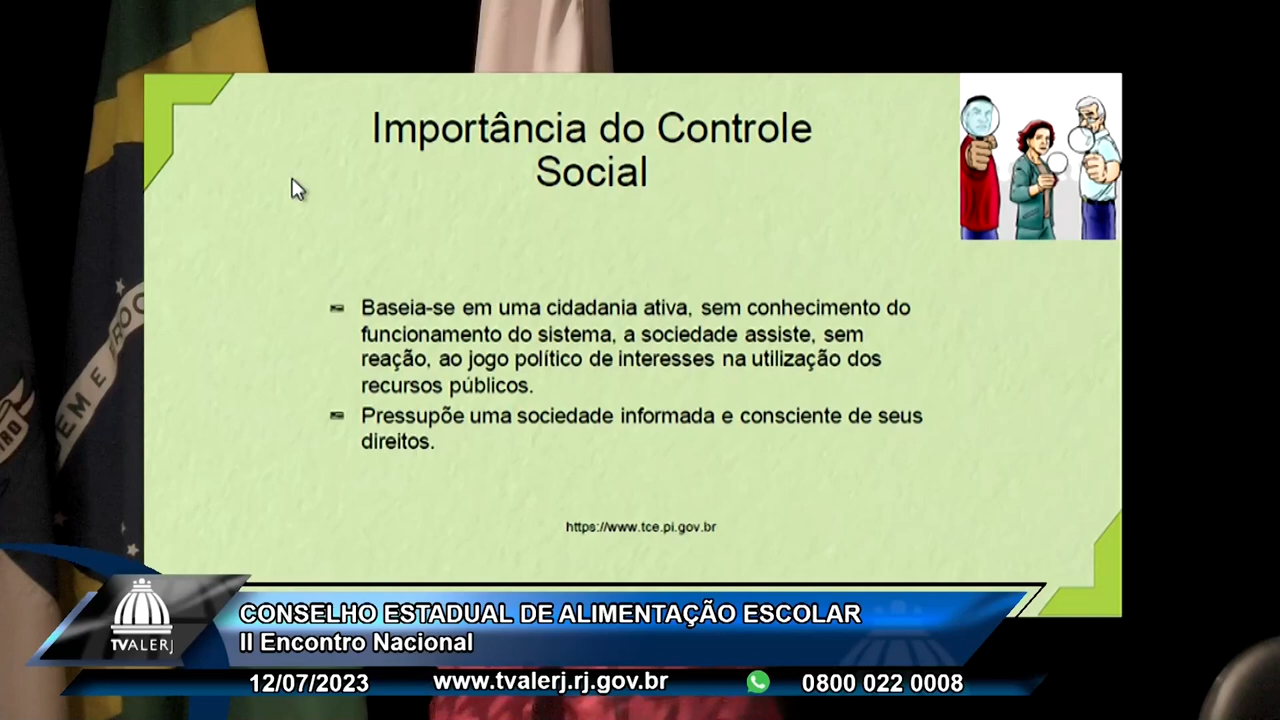 Importância do Controle
Social
Baseia-se em uma cidadania ativa, sem conhecimento do
funcionamento do sistema, a sociedade assiste, sem
reação, ao jogo político de interesses na utilização dos
recursos públicos.
Pressupõe uma sociedade informada e consciente de seus
direitos.
https://www.tce.pi.gov.br
EM E
RO
TVALERJ
CONSELHO ESTADUAL DE ALIMENTAÇÃO ESCOLAR
II Encontro Nacional
12/07/2023 www.tvalerj.rj.gov.br 0800 022 0008